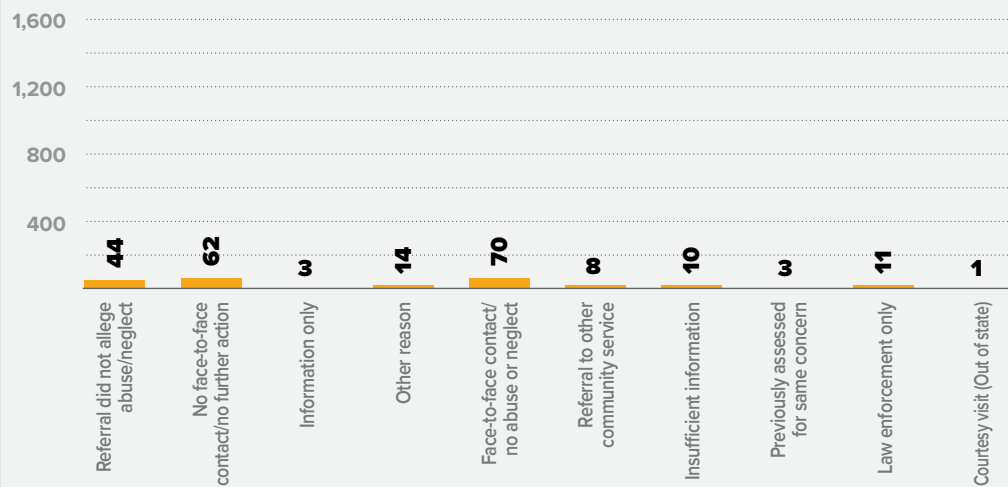 1,600
1,200
800
400
44
62
3
14
70
8
10
3
11
1
Referral did not allege
abuse/neglect
No face-to-face
contact/no further action
Information only
Other reason
Face-to-face contact/
no abuse or neglect
Referral to other
community service
Insufficient information
Previously assessed
for same concern
Law enforcement only
Courtesy visit (Out of state)